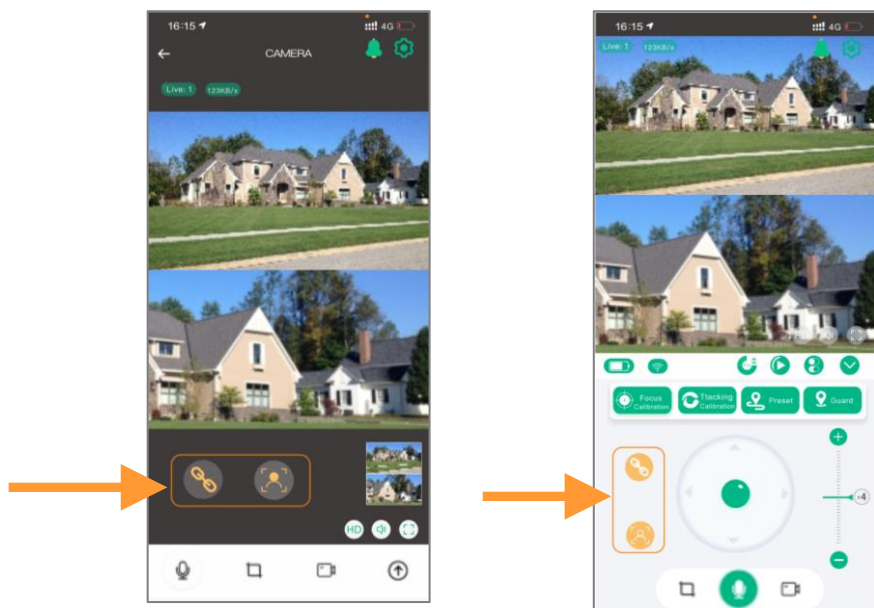 16:15
4G
CAMERA
Live: 1
123KB/s
HD
16:15
4G
Live: 1
123KB/s
Focus
Calibration
Ttacking
Calibration
Preset
Guard
4